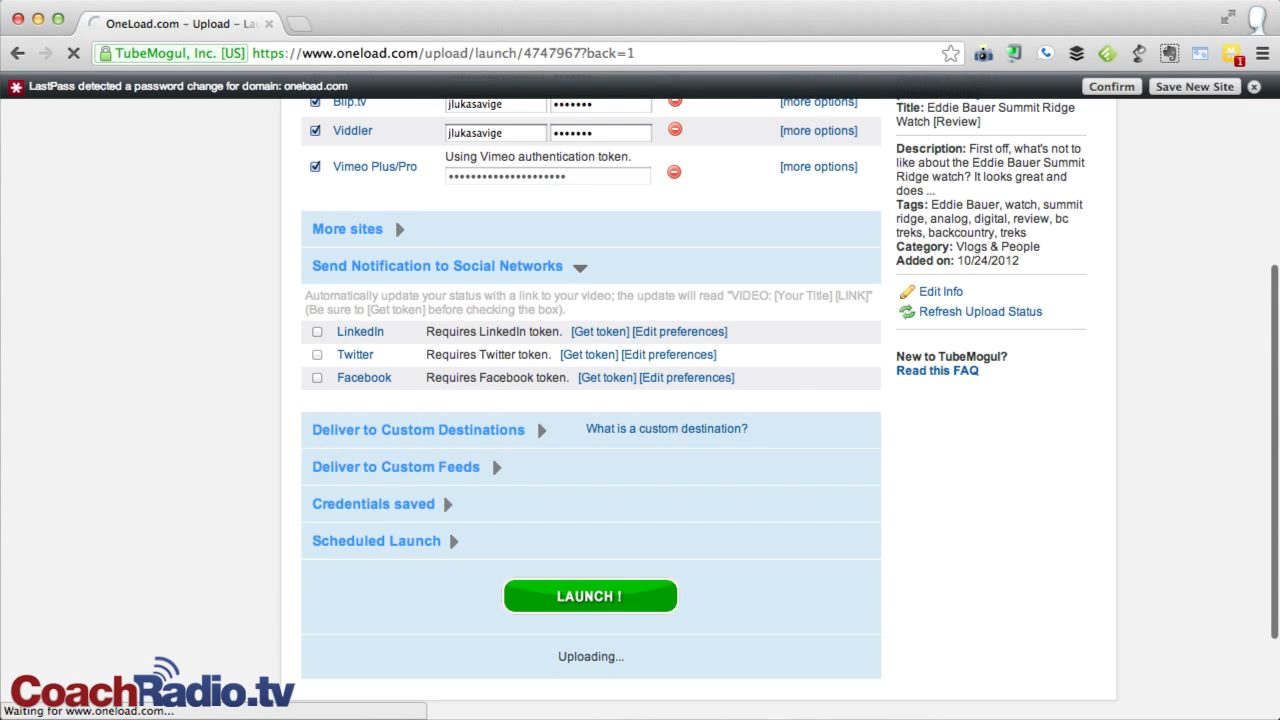 OneLoad.com - Upload - La
TubeMogul, Inc. [US] https://www.oneload.com/upload/launch/4747967?back=1
1
LastPass detected a password change for domain: oneload.com
Confirm
Save New Site
Blip.tv jlukasavige ••••••• [more options]
Viddler jlukasavige ••••••• [more options]
Using Vimeo authentication token.
Vimeo Plus/Pro •••••••••••••••••••• [more options]
More sites
Send Notification to Social Networks
Automatically update your status with a link to your video; the update will read "VIDEO: [Your Title] [LINK]"
(Be sure to [Get token] before checking the box).
LinkedIn Requires LinkedIn token. [Get token] [Edit preferences]
Twitter Requires Twitter token. [Get token] [Edit preferences]
Facebook Requires Facebook token. [Get token] [Edit preferences]
Deliver to Custom Destinations What is a custom destination?
Deliver to Custom Feeds
Credentials saved
Scheduled Launch
LAUNCH !
Uploading...
Title: Eddie Bauer Summit Ridge
Watch [Review]
Description: First off, what's not to
like about the Eddie Bauer Summit
Ridge watch? It looks great and
does ...
Tags: Eddie Bauer, watch, summit
ridge, analog, digital, review, bc
treks, backcountry, treks
Category: Vlogs & People
Added on: 10/24/2012
Edit Info
Refresh Upload Status
New to TubeMogul?
Read this FAQ
CoachRadio.tv
Waiting for www.oneload.com...